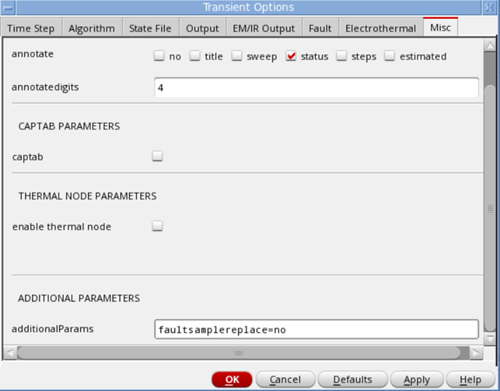 Transient Options
Time Step Algorithm State File Output EM/IR Output Fault Electrothermal Misc
annotate no title sweep status steps estimated
annotatedigits 4
CAPTAB PARAMETERS
captab
THERMAL NODE PARAMETERS
enable thermal node
ADDITIONAL PARAMETERS
additionalParams faultsamplereplace=no
OK Cancel Defaults Apply Help